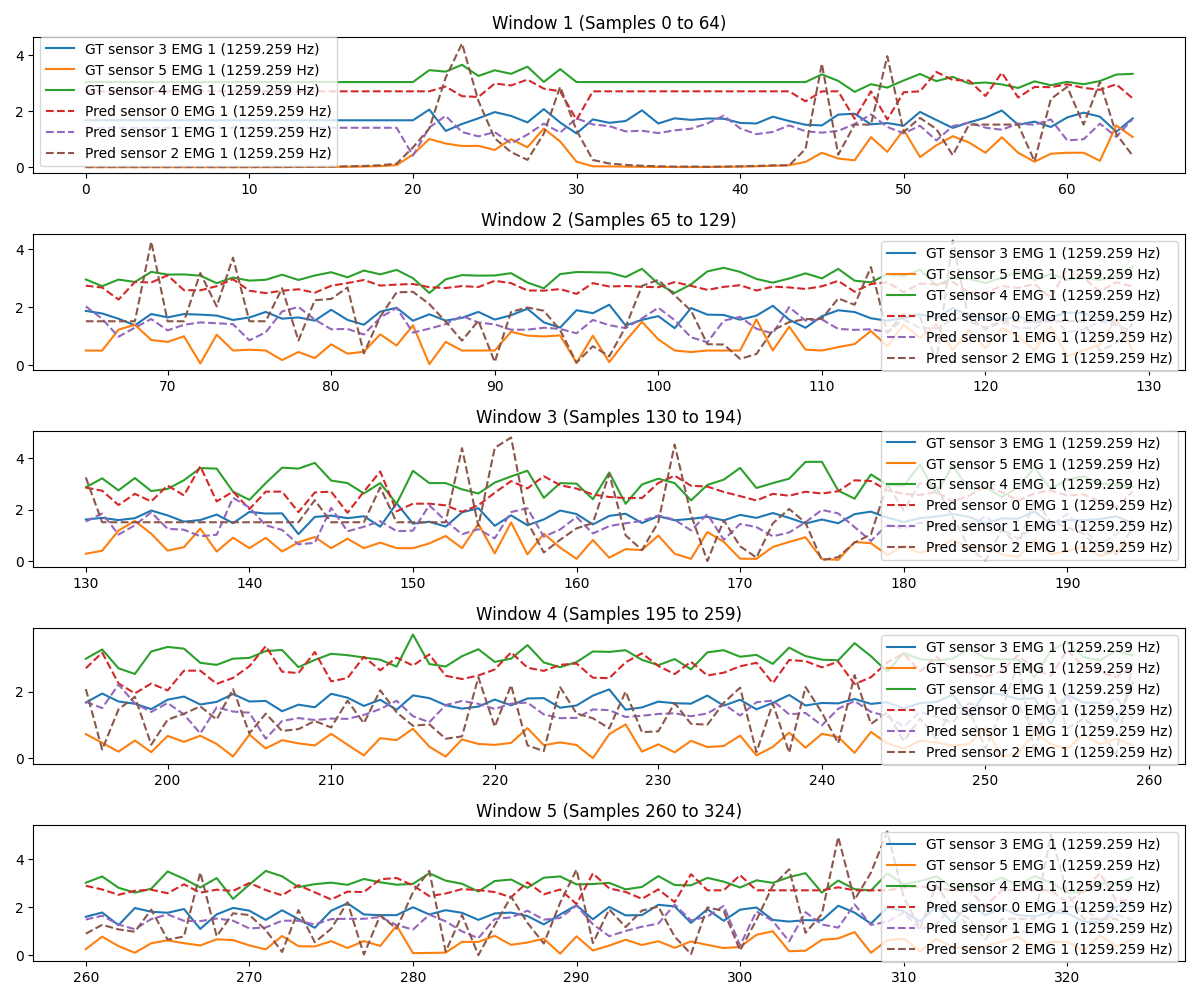 Window 1 (Samples 0 to 64)
GT sensor 3 EMG 1 (1259.259 Hz)
GT sensor 5 EMG 1 (1259.259 Hz)
GT sensor 4 EMG 1 (1259.259 Hz)
Pred sensor 0 EMG 1 (1259.259 Hz)
Pred sensor 1 EMG 1 (1259.259 Hz)
Pred sensor 2 EMG 1 (1259.259 Hz)
4
2
0
0 10 20 30 40 50 60
Window 2 (Samples 65 to 129)
GT sensor 3 EMG 1 (1259.259 Hz)
GT sensor 5 EMG 1 (1259.259 Hz)
GT sensor 4 EMG 1 (1259.259 Hz)
Pred sensor 0 EMG 1 (1259.259 Hz)
Pred sensor 1 EMG 1 (1259.259 Hz)
Pred sensor 2 EMG 1 (1259.259 Hz)
4
2
0
70 80 90 100 110 120 130
Window 3 (Samples 130 to 194)
GT sensor 3 EMG 1 (1259.259 Hz)
GT sensor 5 EMG 1 (1259.259 Hz)
GT sensor 4 EMG 1 (1259.259 Hz)
Pred sensor 0 EMG 1 (1259.259 Hz)
Pred sensor 1 EMG 1 (1259.259 Hz)
Pred sensor 2 EMG 1 (1259.259 Hz)
4
2
0
130 140 150 160 170 180 190
Window 4 (Samples 195 to 259)
GT sensor 3 EMG 1 (1259.259 Hz)
GT sensor 5 EMG 1 (1259.259 Hz)
GT sensor 4 EMG 1 (1259.259 Hz)
Pred sensor 0 EMG 1 (1259.259 Hz)
Pred sensor 1 EMG 1 (1259.259 Hz)
Pred sensor 2 EMG 1 (1259.259 Hz)
2
0
200 210 220 230 240 250 260
Window 5 (Samples 260 to 324)
GT sensor 3 EMG 1 (1259.259 Hz)
GT sensor 5 EMG 1 (1259.259 Hz)
GT sensor 4 EMG 1 (1259.259 Hz)
Pred sensor 0 EMG 1 (1259.259 Hz)
Pred sensor 1 EMG 1 (1259.259 Hz)
Pred sensor 2 EMG 1 (1259.259 Hz)
4
2
0
260 270 280 290 300 310 320